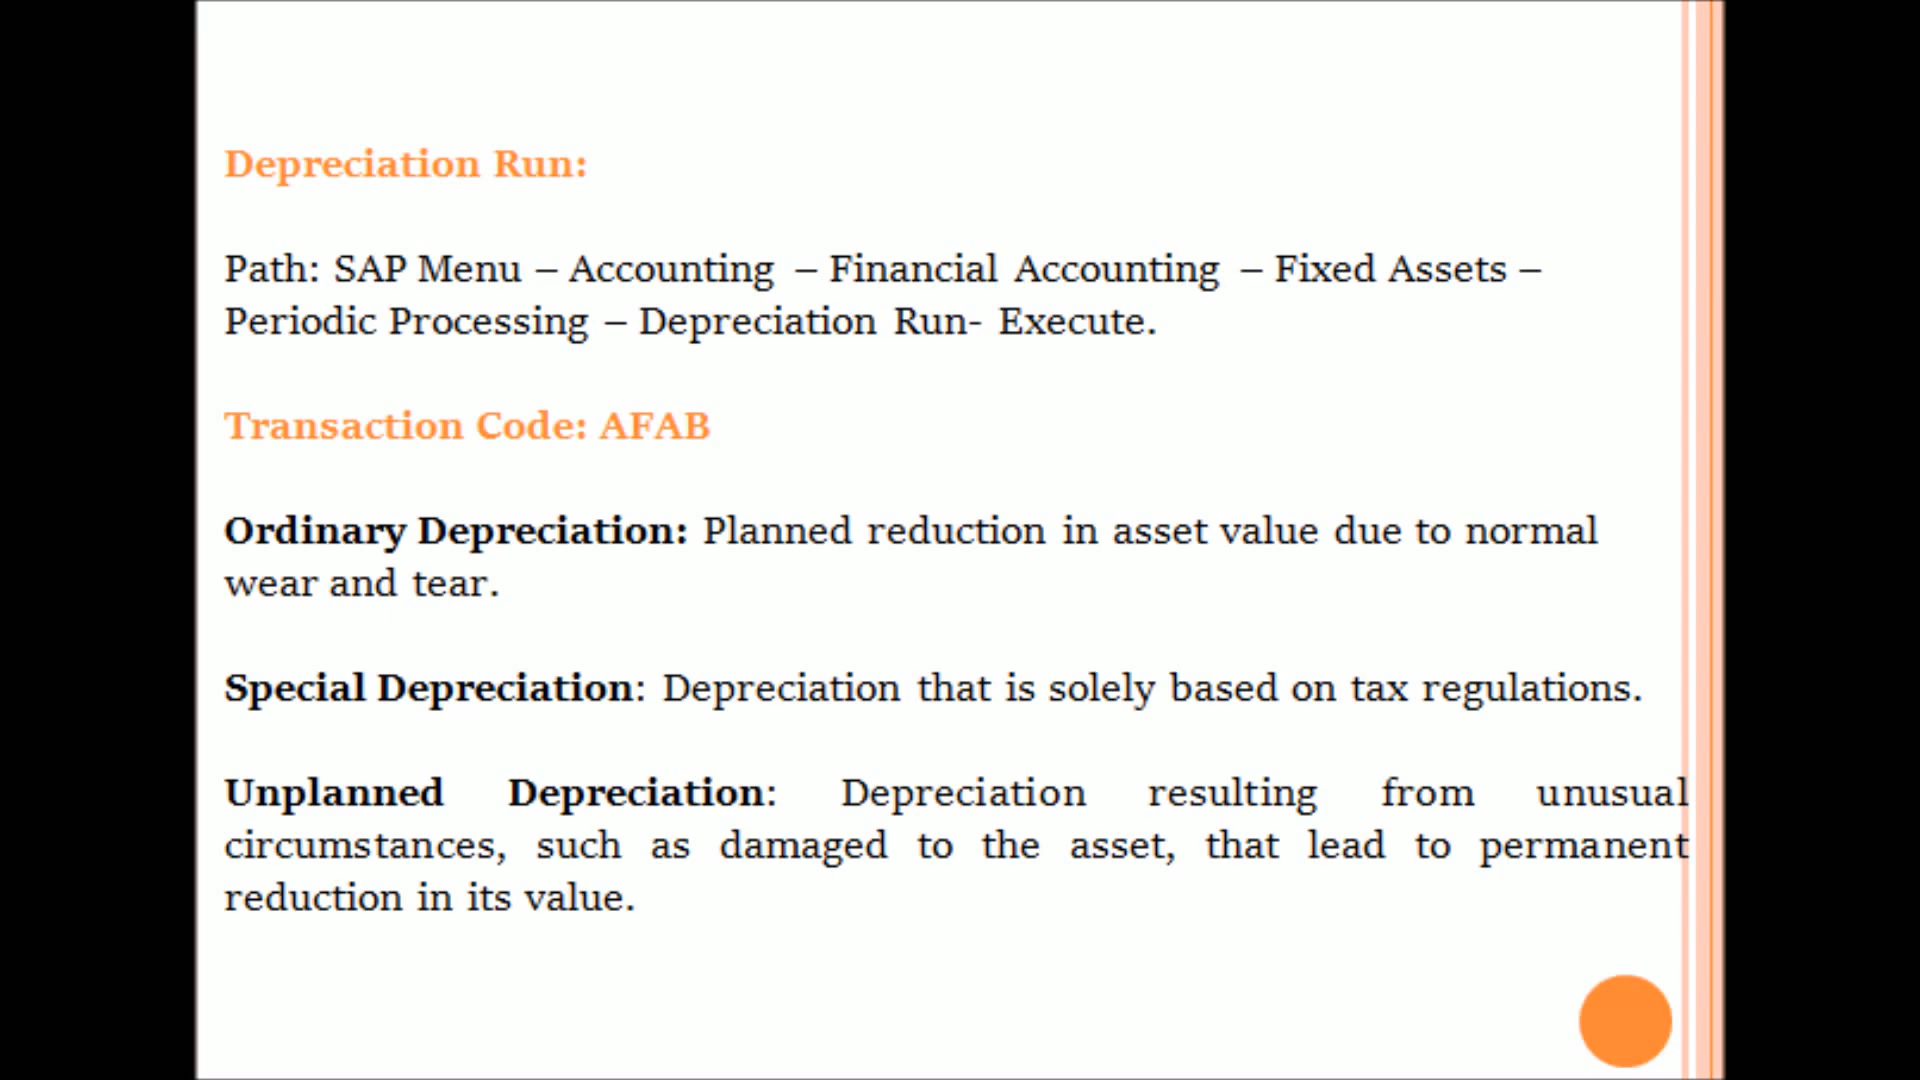 Depreciation Run:
Path: SAP Menu – Accounting – Financial Accounting – Fixed Assets –
Periodic Processing – Depreciation Run- Execute.
Transaction Code: AFAB
Ordinary Depreciation: Planned reduction in asset value due to normal
wear and tear.
Special Depreciation: Depreciation that is solely based on tax regulations.
Unplanned Depreciation: Depreciation resulting from unusual
circumstances, such as damaged to the asset, that lead to permanent
reduction in its value.